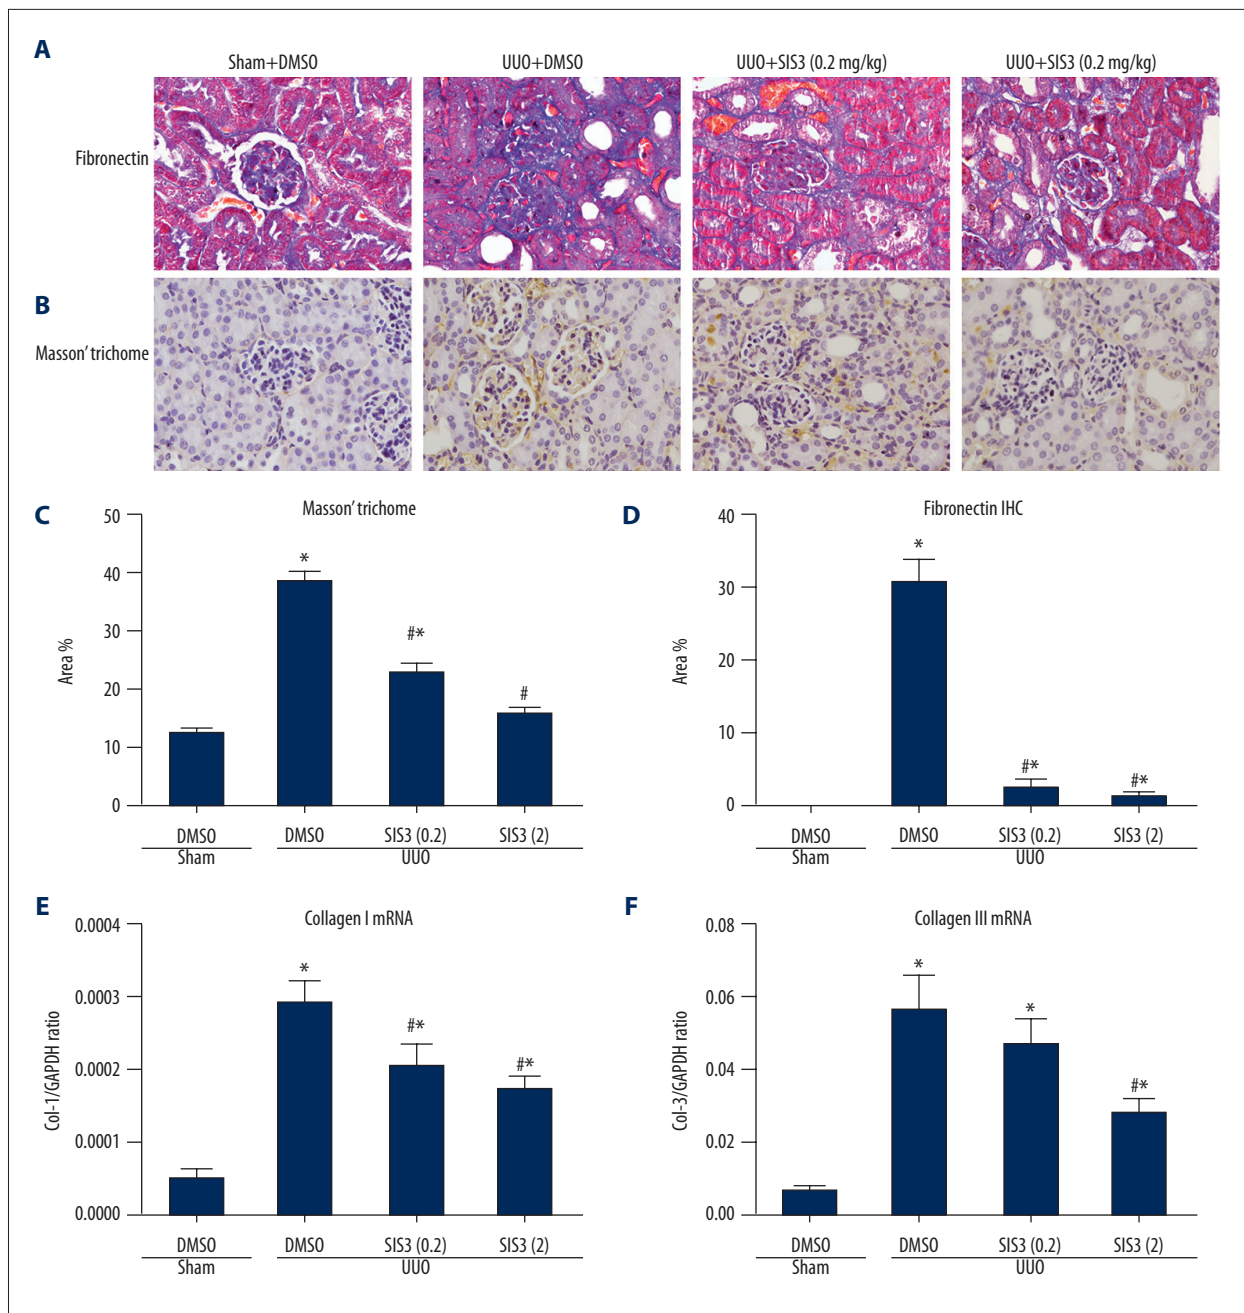 A
Sham+DMSO
UUO+DMSO
UUO+SIS3 (0.2 mg/kg)
UUO+SIS3 (0.2 mg/kg)
Fibronectin
B
Masson' trichome
C
Masson' trichome
50
40
30
20
10
0
Area %
*
#*
#
DMSO
DMSO
SIS3 (0.2)
SIS3 (2)
Sham
UUO
D
Fibronectin IHC
40
30
20
10
0
Area %
*
#*
#*
DMSO
DMSO
SIS3 (0.2)
SIS3 (2)
Sham
UUO
E
Collagen I mRNA
0.0004
0.0003
0.0002
0.0001
0.0000
Col-1/GAPDH ratio
*
#*
#*
DMSO
DMSO
SIS3 (0.2)
SIS3 (2)
Sham
UUO
F
Collagen III mRNA
0.08
0.06
0.04
0.02
0.00
Col-3/GAPDH ratio
*
*
#*
DMSO
DMSO
SIS3 (0.2)
SIS3 (2)
Sham
UUO